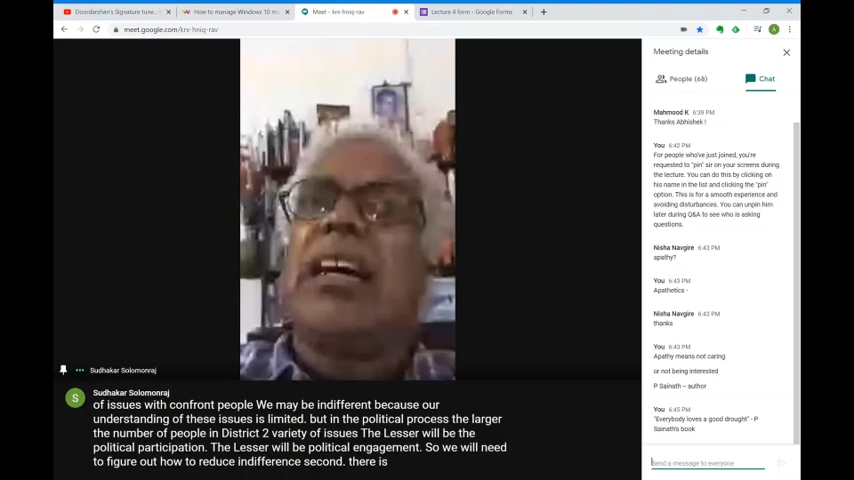 Doordarshan's Signature tune...
How to manage Windows 10 n
Meet - krx-hniq-rav
Lecture 4 form - Google Forms
meet.google.com/krx-hniq-rav
Meeting details
People (68)
Chat
Mahmood K 6:39 PM
Thanks Abhishek !
You 6:42 PM
For people who've just joined, you're
requested to "pin" sir on your screens during
the lecture. You can do this by clicking on
his name in the list and clicking the "pin"
option. This is for a smooth experience and
avoiding disturbances. You can unpin him
later during Q&A to see who is asking
questions.
Nisha Navgire 6:43 PM
apathy?
You 6:43 PM
Apathetics -
Nisha Navgire 6:43 PM
thanks
You 6:43 PM
Apathy means not caring
or not being interested
P Sainath – author
You 6:45 PM
"Everybody loves a good drought" - P
Sainath's book
Send a message to everyone
Sudhakar Solomonraj
S
Sudhakar Solomonraj
of issues with confront people We may be indifferent because our
understanding of these issues is limited. but in the political process the larger
the number of people in District 2 variety of issues The Lesser will be the
political participation. The Lesser will be political engagement. So we will need
to figure out how to reduce indifference second. there is